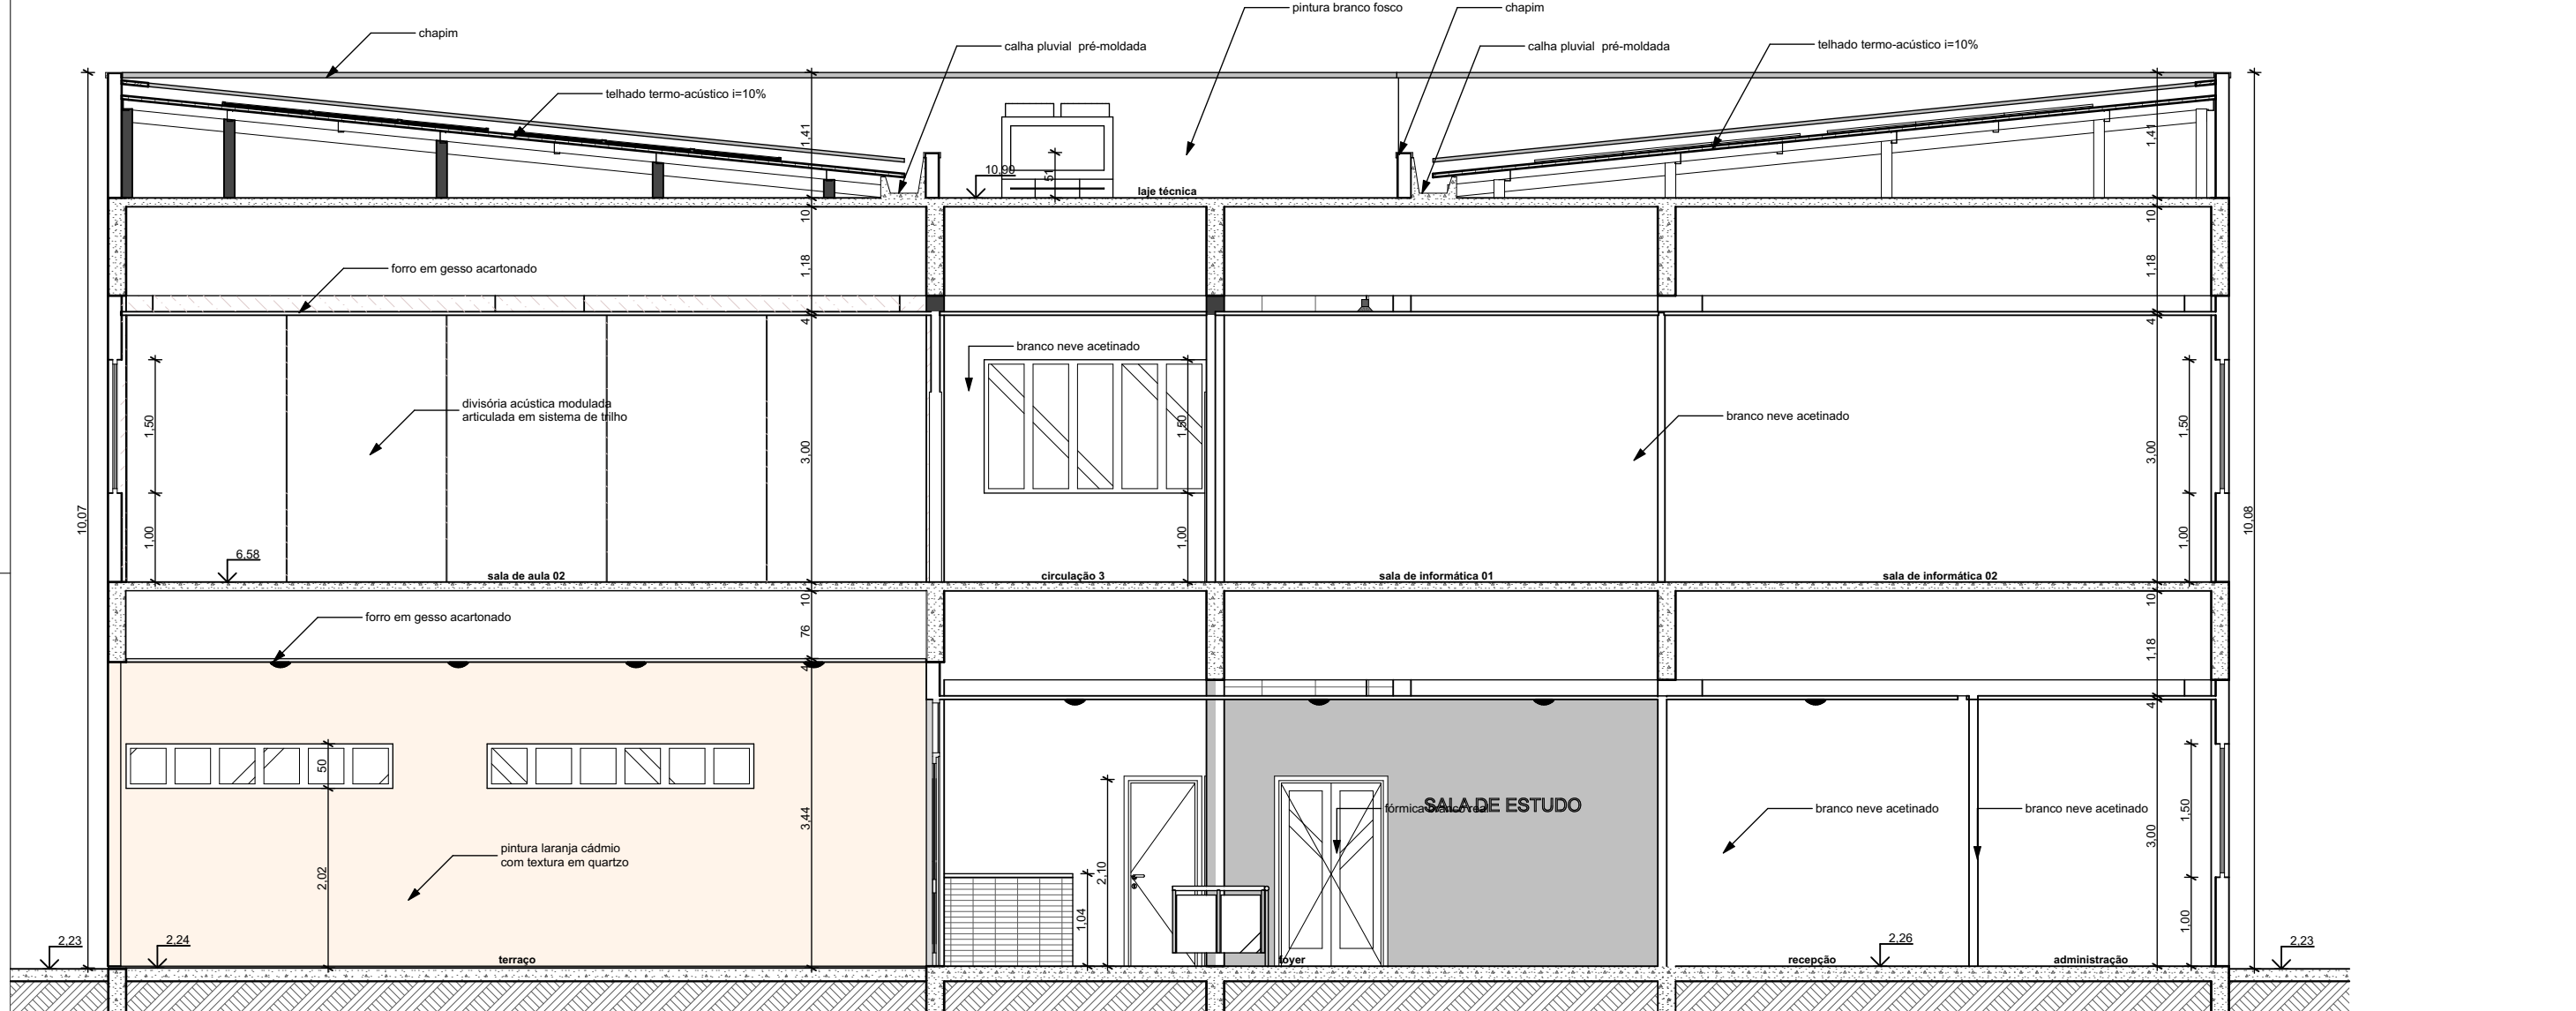 pintura branco fosco
chapim
chapim
calha pluvial pré-moldada
calha pluvial pré-moldada
telhado termo-acústico i=10%
telhado termo-acústico i=10%
1,41
1,41
10,90
51
laje técnica
10
10
1,18
1,18
forro em gesso acartonado
4
4
branco neve acetinado
divisória acústica modulada
articulada em sistema de trilho
branco neve acetinado
1,50
1,50
1,50
3,00
3,00
10,07
10,08
1,00
1,00
1,00
6,58
sala de aula 02
circulação 3
sala de informática 01
sala de informática 02
10
10
76
1,18
forro em gesso acartonado
4
4
50
3,44
fórmica branco real
SALA DE ESTUDO
branco neve acetinado
branco neve acetinado
1,50
3,00
pintura laranja cádmio
com textura em quartzo
2,02
2,10
1,04
1,00
2,23
2,24
2,26
2,23
terraço
foyer
recepção
administração